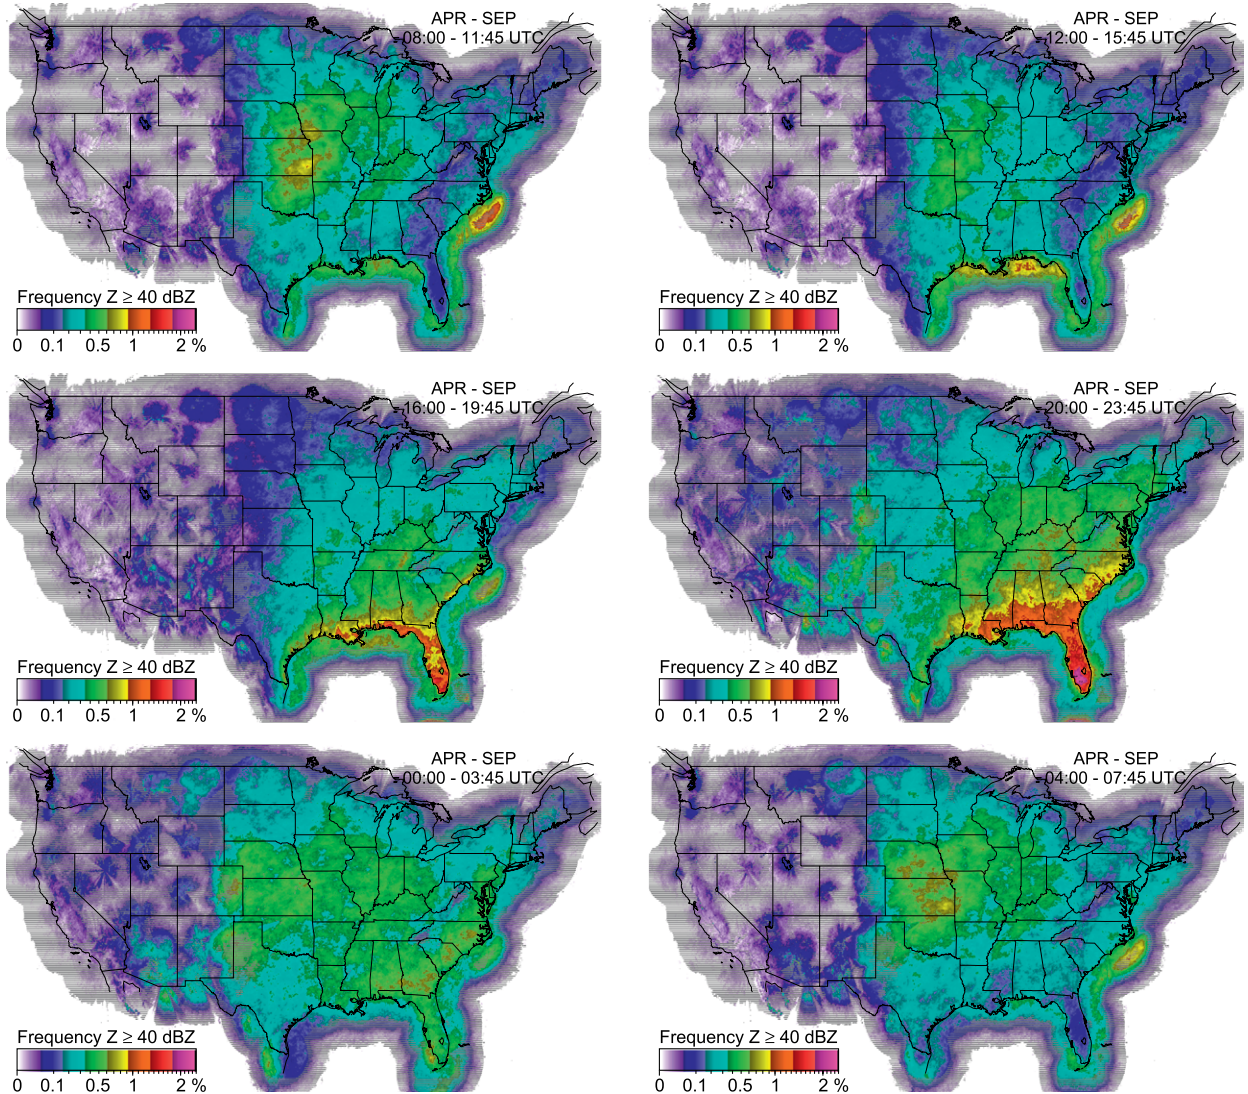 APR - SEP
08:00 - 11:45 UTC
Frequency Z ≥ 40 dBZ
0 0.1 0.5 1 2 %
APR - SEP
12:00 - 15:45 UTC
Frequency Z ≥ 40 dBZ
0 0.1 0.5 1 2 %
APR - SEP
16:00 - 19:45 UTC
Frequency Z ≥ 40 dBZ
0 0.1 0.5 1 2 %
APR - SEP
20:00 - 23:45 UTC
Frequency Z ≥ 40 dBZ
0 0.1 0.5 1 2 %
APR - SEP
00:00 - 03:45 UTC
Frequency Z ≥ 40 dBZ
0 0.1 0.5 1 2 %
APR - SEP
04:00 - 07:45 UTC
Frequency Z ≥ 40 dBZ
0 0.1 0.5 1 2 %